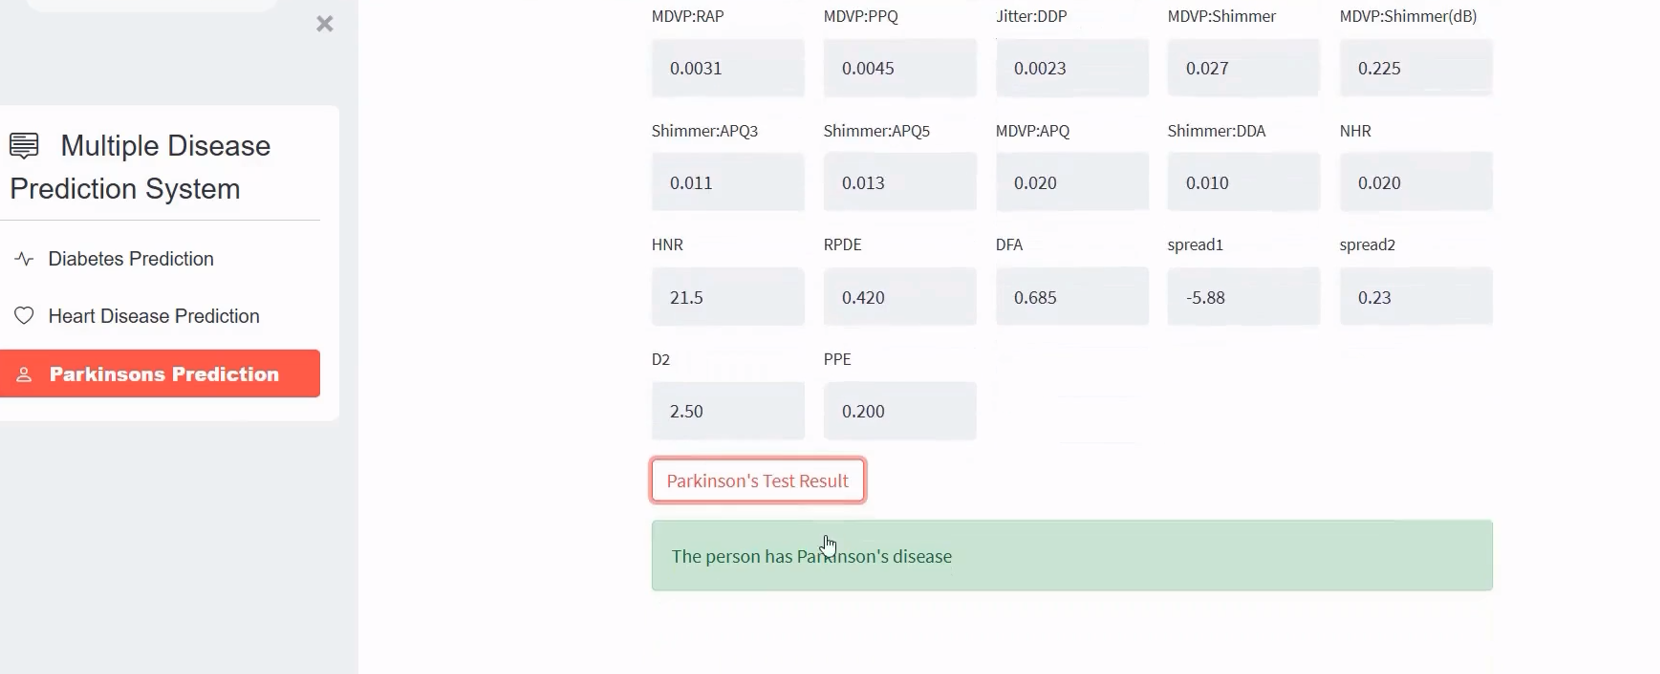 MDVP:RAP MDVP:PPQ Jitter:DDP MDVP:Shimmer MDVP:Shimmer(dB)
0.0031 0.0045 0.0023 0.027 0.225
Multiple Disease
Prediction System
Diabetes Prediction
Heart Disease Prediction
Parkinsons Prediction
Shimmer:APQ3 Shimmer:APQ5 MDVP:APQ Shimmer:DDA NHR
0.011 0.013 0.020 0.010 0.020
HNR RPDE DFA spread1 spread2
21.5 0.420 0.685 -5.88 0.23
D2 PPE
2.50 0.200
Parkinson's Test Result
The person has Parkinson's disease